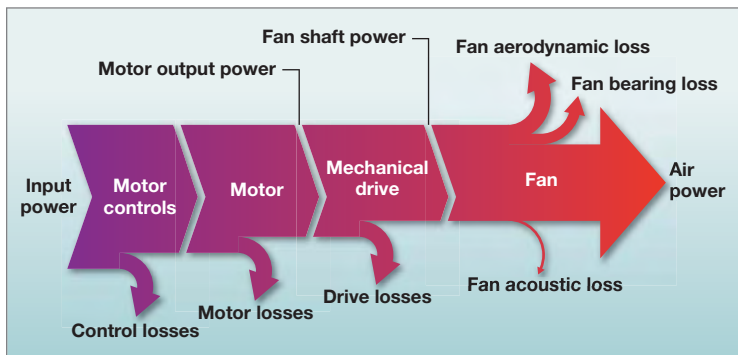 Fan shaft power
Fan aerodynamic loss
Motor output power
Fan bearing loss
Input
power
Motor
controls
Motor
Mechanical
drive
Fan
Air
power
Control losses
Motor losses
Drive losses
Fan acoustic loss